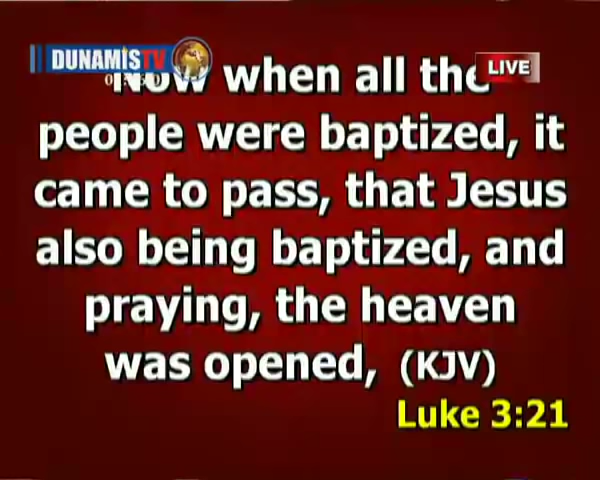 DUNAMIS TV
LIVE
Now when all the
people were baptized, it
came to pass, that Jesus
also being baptized, and
praying, the heaven
was opened, (KJV)
Luke 3:21